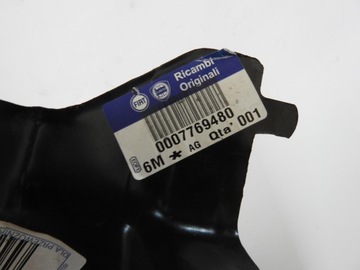 FIAT
Ricambi
Originali
0007769480
6M * AG Qta' 001